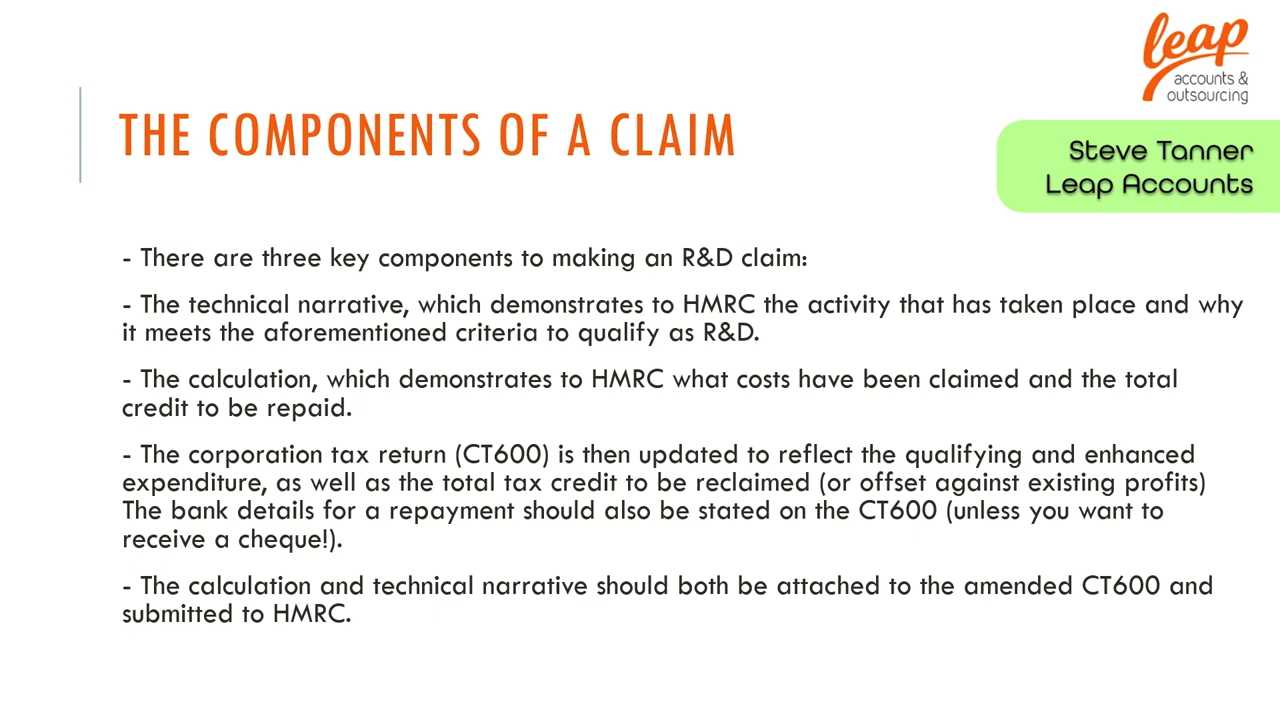 leap
accounts &
outsourcing
THE COMPONENTS OF A CLAIM
Steve Tanner
Leap Accounts
- There are three key components to making an R&D claim:
- The technical narrative, which demonstrates to HMRC the activity that has taken place and why
it meets the aforementioned criteria to qualify as R&D.
- The calculation, which demonstrates to HMRC what costs have been claimed and the total
credit to be repaid.
- The corporation tax return (CT600) is then updated to reflect the qualifying and enhanced
expenditure, as well as the total tax credit to be reclaimed (or offset against existing profits)
The bank details for a repayment should also be stated on the CT600 (unless you want to
receive a cheque!).
- The calculation and technical narrative should both be attached to the amended CT600 and
submitted to HMRC.